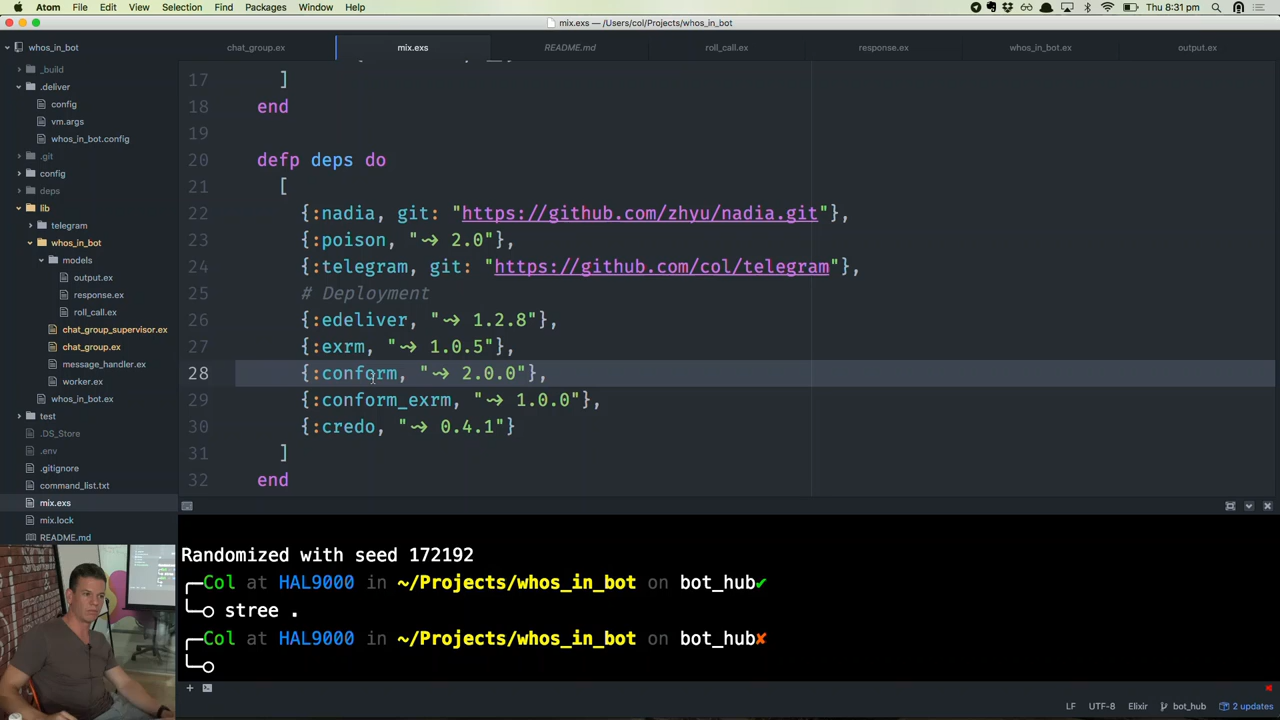 Atom File Edit View Selection Find Packages Window Help
Thu 8:31 pm
mix.exs — /Users/col/Projects/whos_in_bot
whos_in_bot
chat_group.ex mix.exs README.md roll_call.ex response.ex whos_in_bot.ex output.ex
_build
.deliver
config
vm.args
whos_in_bot.config
.git
config
deps
lib
telegram
whos_in_bot
models
output.ex
response.ex
roll_call.ex
chat_group_supervisor.ex
chat_group.ex
message_handler.ex
worker.ex
whos_in_bot.ex
test
.DS_Store
.env
.gitignore
command_list.txt
mix.exs
mix.lock
README.md
17 ]
18 end
19
20 defp deps do
21 [
22 {:nadia, git: "https://github.com/zhyu/nadia.git"},
23 {:poison, "~> 2.0"},
24 {:telegram, git: "https://github.com/col/telegram"},
25 # Deployment
26 {:edeliver, "~> 1.2.8"},
27 {:exrm, "~> 1.0.5"},
28 {:conform, "~> 2.0.0"},
29 {:conform_exrm, "~> 1.0.0"},
30 {:credo, "~> 0.4.1"}
31 ]
32 end
Randomized with seed 172192
Col at HAL9000 in ~/Projects/whos_in_bot on bot_hub✔
stree .
Col at HAL9000 in ~/Projects/whos_in_bot on bot_hub✘
LF UTF-8 Elixir bot_hub 2 updates